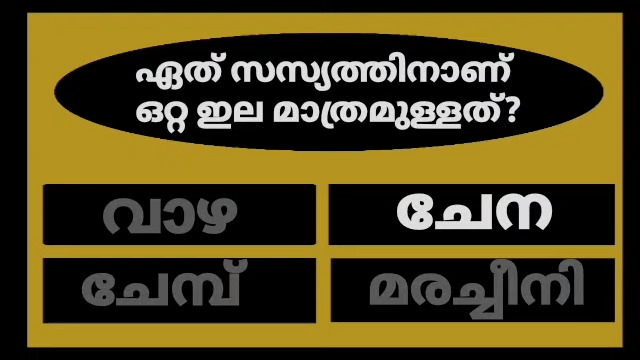 ഏത് സസ്യത്തിനാണ്
ഒറ്റ ഇല മാത്രമുള്ളത്?
വാഴ
ചേന
ചേമ്പ്
മരച്ചീനി